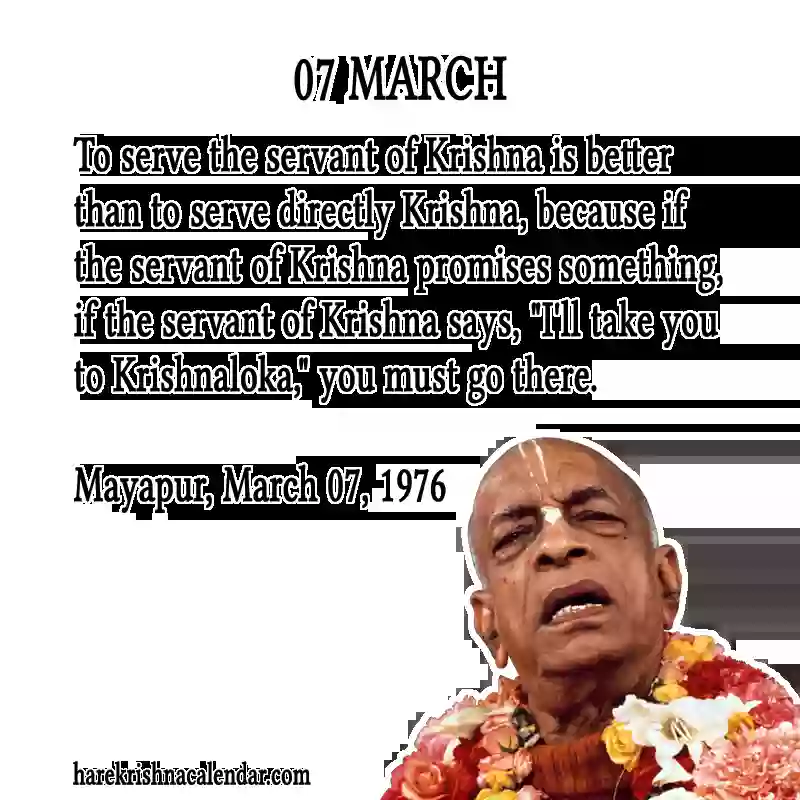 07 MARCH
To serve the servant of Krishna is better
than to serve directly Krishna, because if
the servant of Krishna promises something,
if the servant of Krishna says, "I'll take you
to Krishnaloka," you must go there.
Mayapur, March 07, 1976
harekrishnacalendar.com